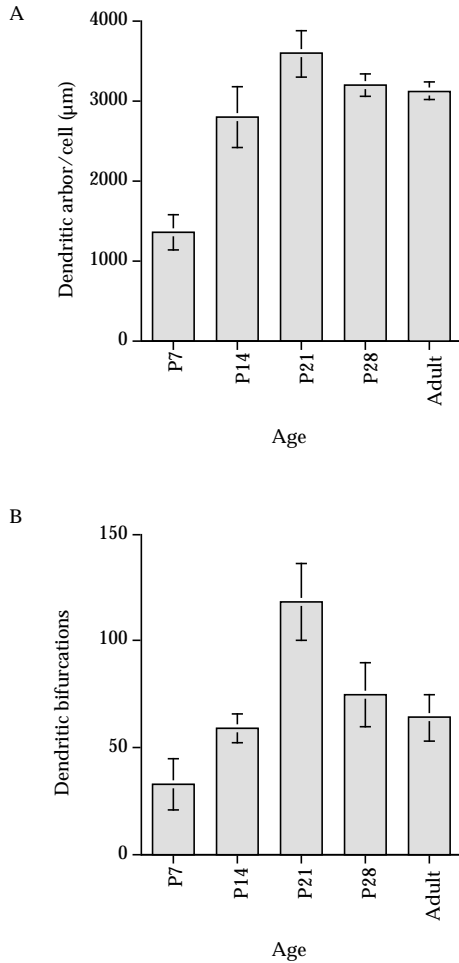 A
Dendritic arbor/cell (µm)
4000
3000
2000
1000
0
P7
P14
P21
P28
Adult
Age
B
Dendritic bifurcations
150
100
50
0
P7
P14
P21
P28
Adult
Age